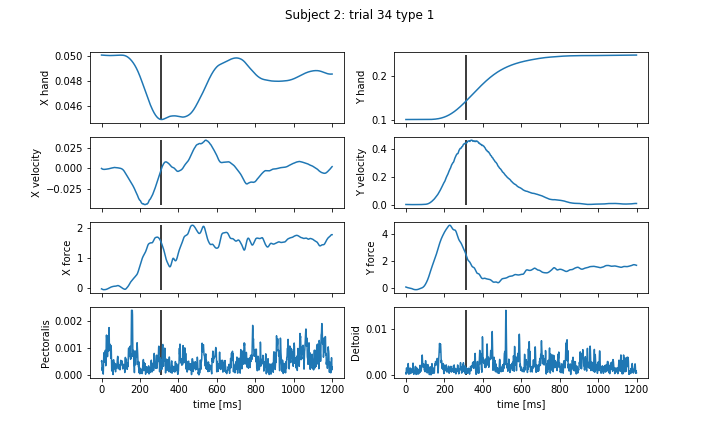 Subject 2: trial 34 type 1
0.050
0.048
0.046
X hand
0.2
0.1
Y hand
0.025
0.000
−0.025
X velocity
0.4
0.2
0.0
Y velocity
2
1
0
X force
4
2
0
Y force
0.002
0.001
0.000
Pectoralis
0 200 400 600 800 1000 1200
time [ms]
0.01
0.00
Deltoid
0 200 400 600 800 1000 1200
time [ms]